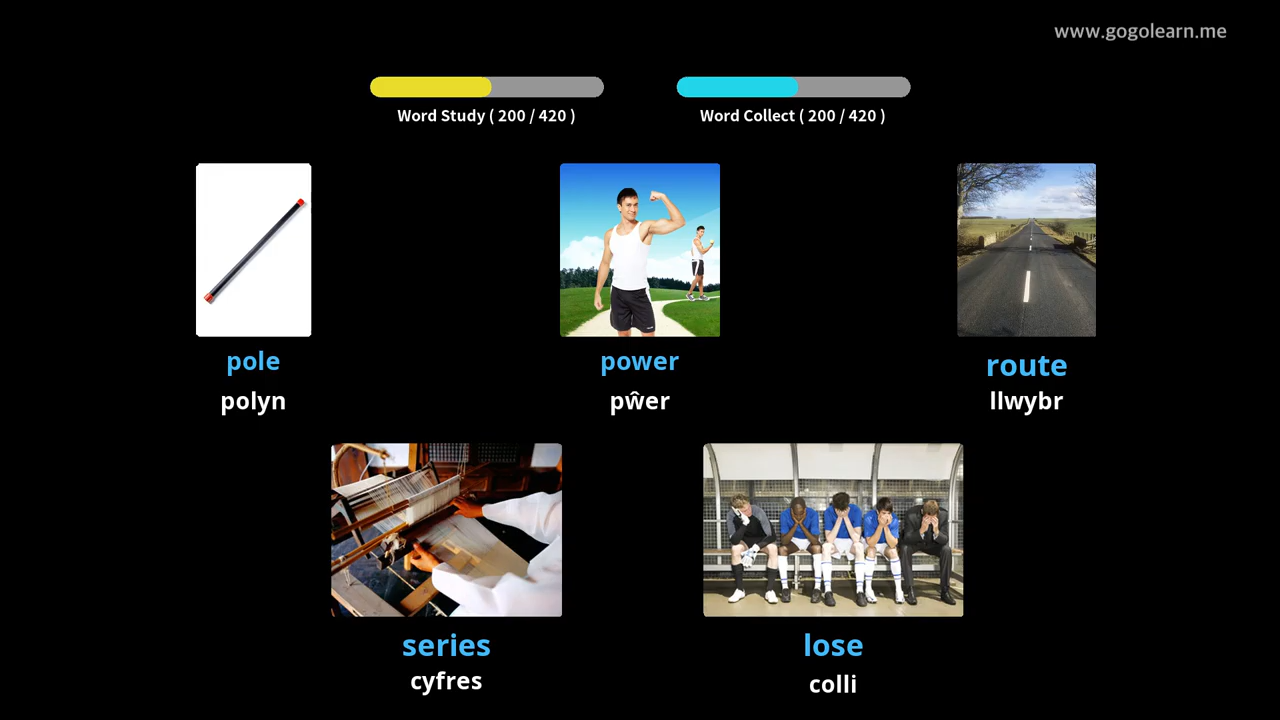 www.gogolearn.me
Word Study ( 200 / 420 )
Word Collect ( 200 / 420 )
pole
polyn
power
pŵer
route
llwybr
series
cyfres
lose
colli